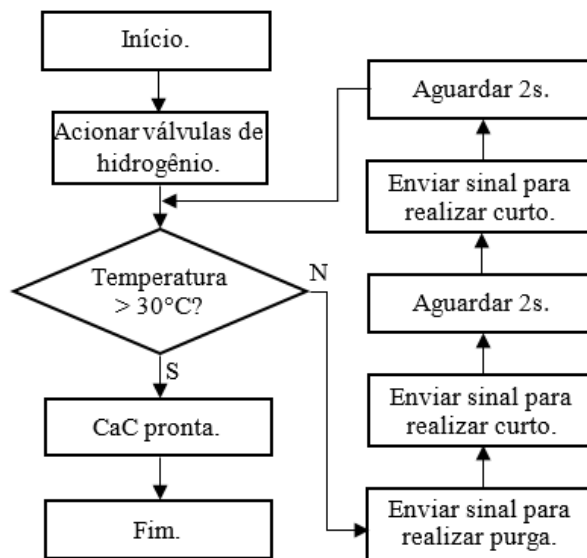 Início.
Acionar válvulas de
hidrogênio.
Temperatura
> 30°C?
N
S
CaC pronta.
Fim.
Aguardar 2s.
Enviar sinal para
realizar curto.
Aguardar 2s.
Enviar sinal para
realizar curto.
Enviar sinal para
realizar purga.